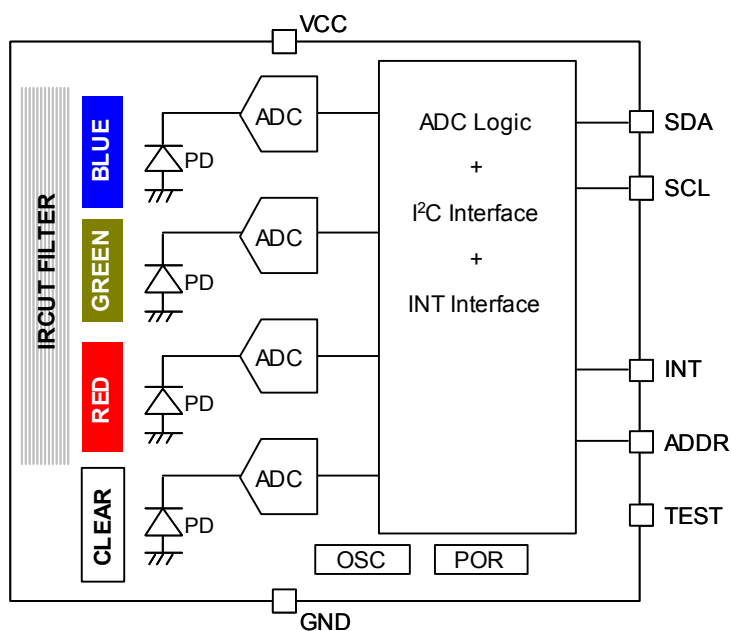 VCC
IRCUT FILTER
BLUE
PD
ADC
GREEN
PD
ADC
RED
PD
ADC
CLEAR
PD
ADC
ADC Logic
+
I²C Interface
+
INT Interface
SDA
SCL
INT
ADDR
TEST
OSC
POR
GND